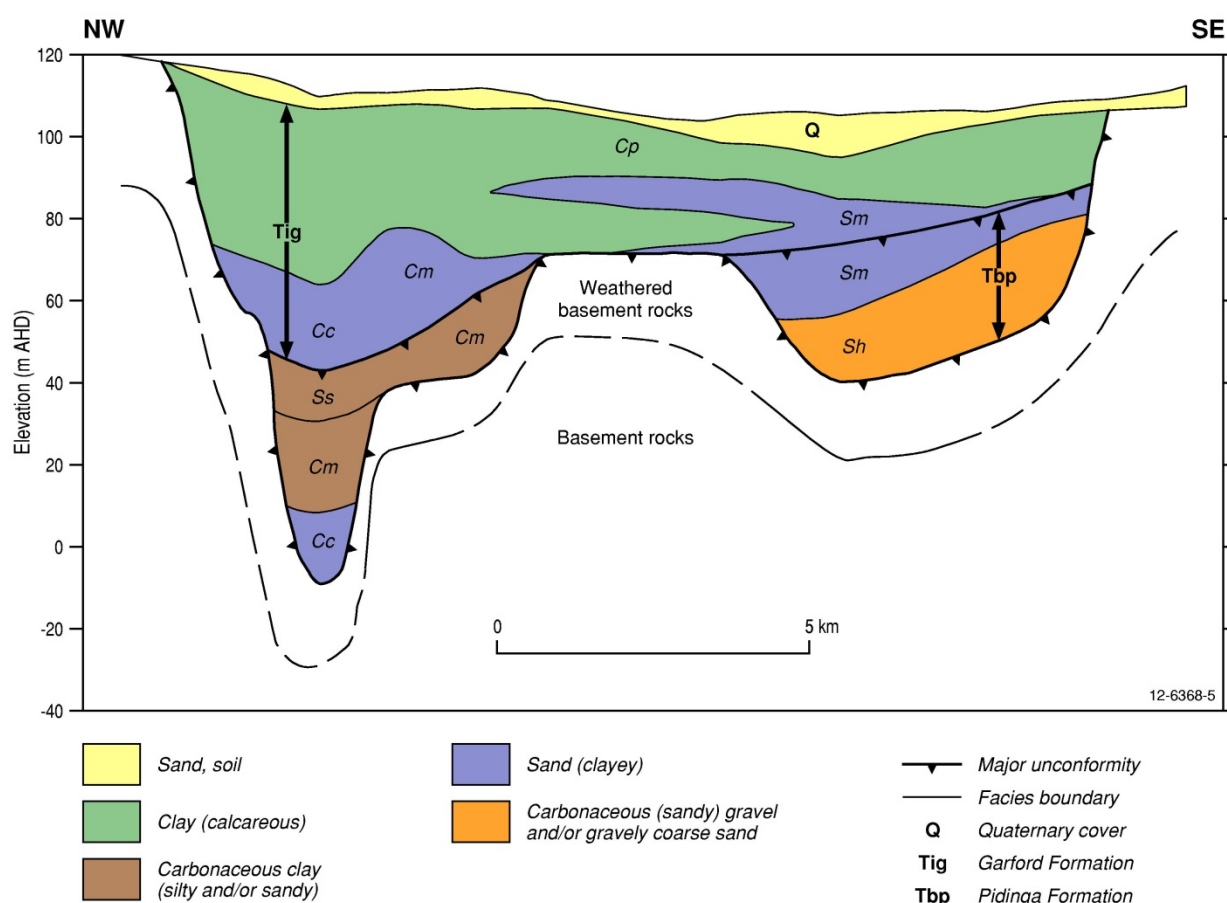 NW
SE
120
100
80
60
40
20
0
-20
-40
Elevation (m AHD)
Q
Cp
Tig
Sm
Cm
Sm
Tbp
Weathered
basement rocks
Cc
Cm
Sh
Ss
Basement rocks
Cm
Cc
0
5 km
12-6368-5
Sand, soil
Clay (calcareous)
Carbonaceous clay
(silty and/or sandy)
Sand (clayey)
Carbonaceous (sandy) gravel
and/or gravely coarse sand
Major unconformity
Facies boundary
Q Quaternary cover
Tig Garford Formation
Tbp Pidinga Formation